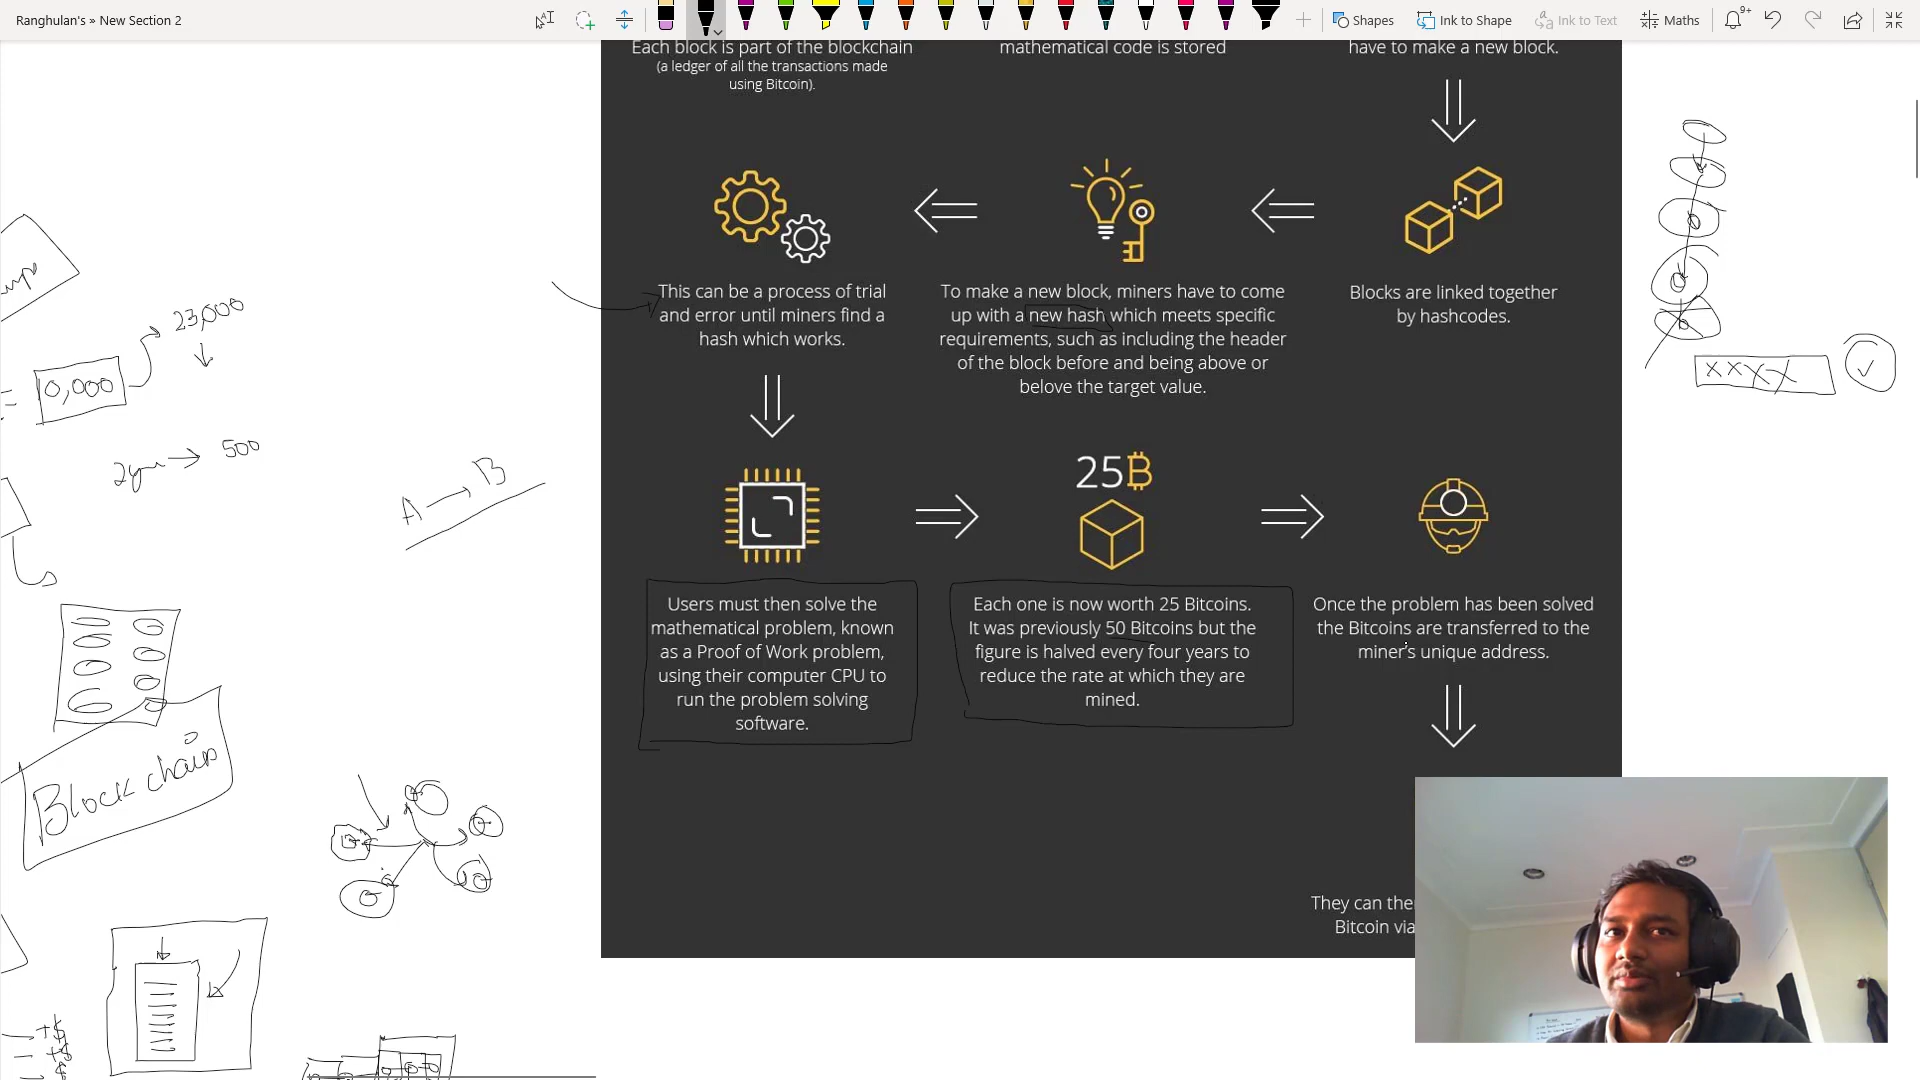 Ranghulan's » New Section 2
Shapes
Ink to Shape
Ink to Text
Maths
9+
Each block is part of the blockchain
(a ledger of all the transactions made
using Bitcoin).
mathematical code is stored
have to make a new block.
This can be a process of trial
and error until miners find a
hash which works.
To make a new block, miners have to come
up with a new hash which meets specific
requirements, such as including the header
of the block before and being above or
belove the target value.
Blocks are linked together
by hashcodes.
25₿
Users must then solve the
mathematical problem, known
as a Proof of Work problem,
using their computer CPU to
run the problem solving
software.
Each one is now worth 25 Bitcoins.
It was previously 50 Bitcoins but the
figure is halved every four years to
reduce the rate at which they are
mined.
Once the problem has been solved
the Bitcoins are transferred to the
miner's unique address.
They can the
Bitcoin via
23,000
10,000
500
A → B
Block chain
XXXX
+$
+$